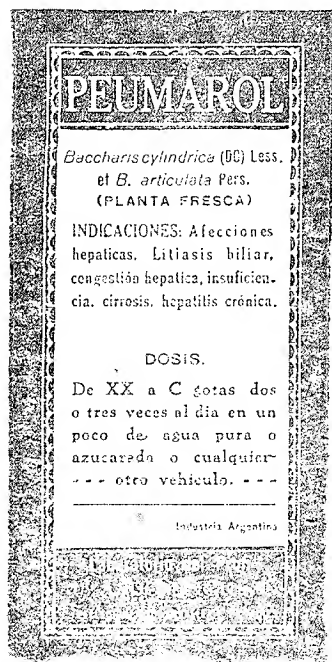 PEUMAROL
Baccharis cylindrica (DC) Less.
et B. articulata Pers.
(PLANTA FRESCA)
INDICACIONES: Afecciones
hepaticas. Litiasis biliar,
congestión hepatica, insuficien-
cia, cirrosis, hepatitis crónica.
DOSIS.
De XX a C gotas dos
o tres veces al dia en un
poco de agua pura o
azucarada o cualquier
- - - otro vehiculo. - - -
Industria Argentina